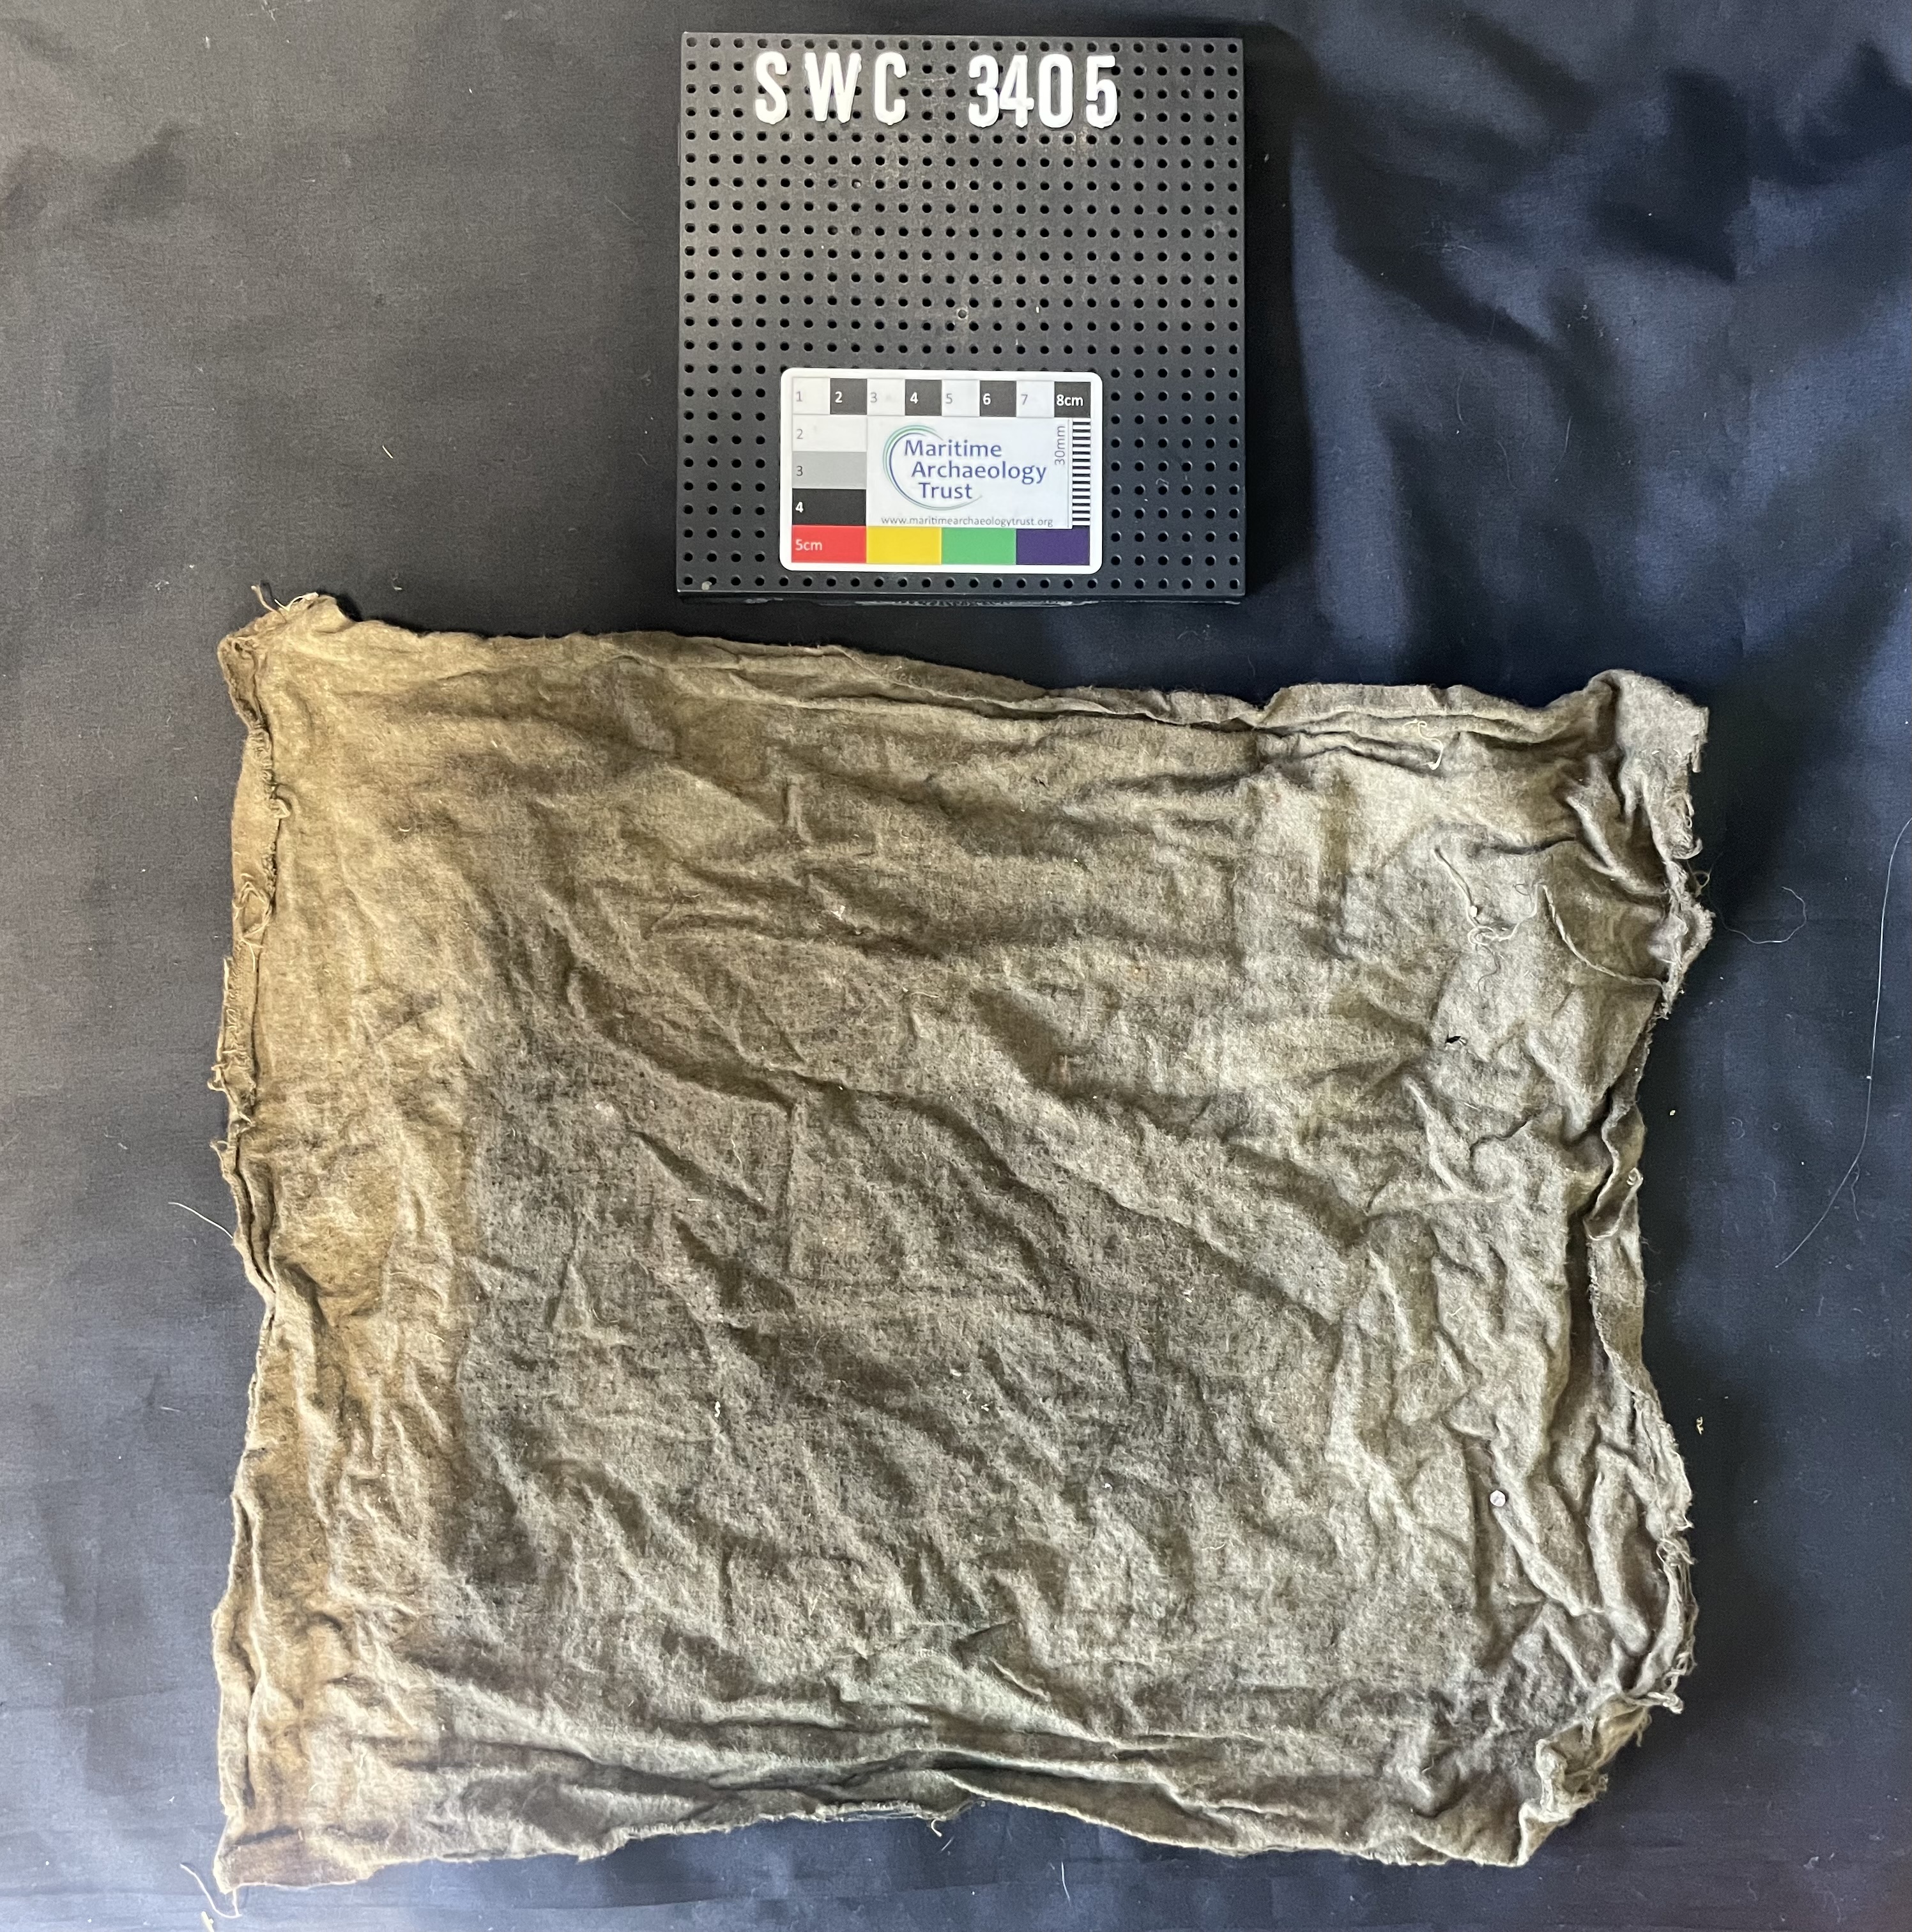 SWC 3405
1 2 3 4 5 6 7 8cm
2
3
4
5cm
30mm
Maritime
Archaeology
Trust
www.maritimearchaeologytrust.org